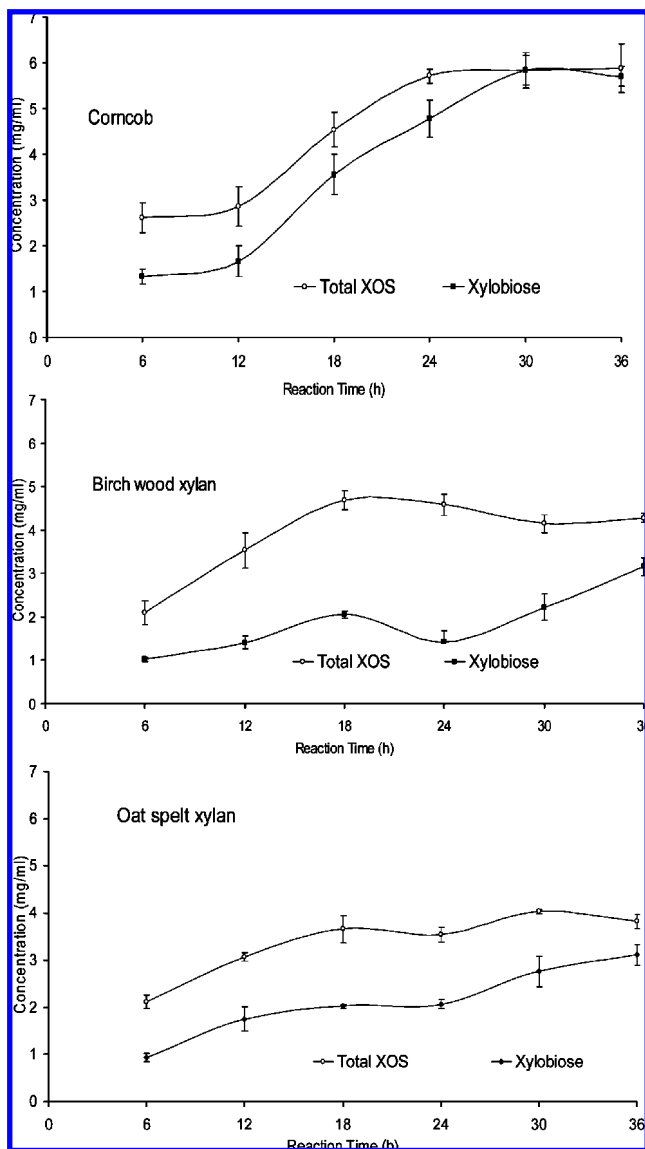 7
6
5
4
3
2
1
0
Concentration (mg/ml)
Corncob
Total XOS
Xylobiose
0 6 12 18 24 30 36
Reaction Time (h)
7
6
5
4
3
2
1
0
Concentration (mg/ml)
Birch wood xylan
Total XOS
Xylobiose
0 6 12 18 24 30 36
Reaction Time (h)
7
6
5
4
3
2
1
0
Concentration (mg/ml)
Oat spelt xylan
Total XOS
Xylobiose
0 6 12 18 24 30 36
Reaction Time (h)